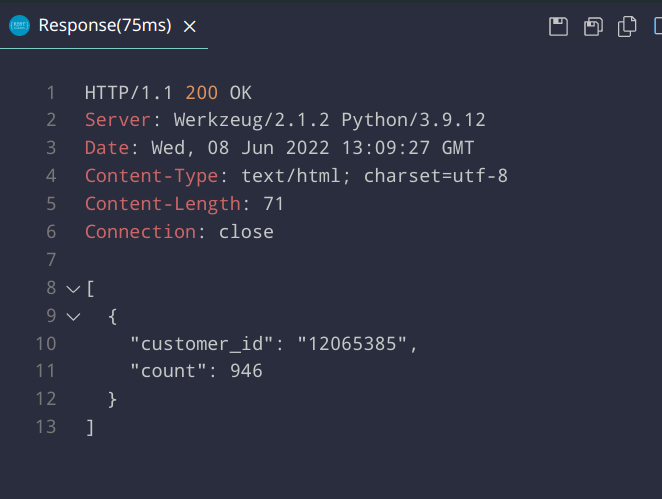 Response(75ms)
1 HTTP/1.1 200 OK
2 Server: Werkzeug/2.1.2 Python/3.9.12
3 Date: Wed, 08 Jun 2022 13:09:27 GMT
4 Content-Type: text/html; charset=utf-8
5 Content-Length: 71
6 Connection: close
7
8 [
9 {
10 "customer_id": "12065385",
11 "count": 946
12 }
13 ]